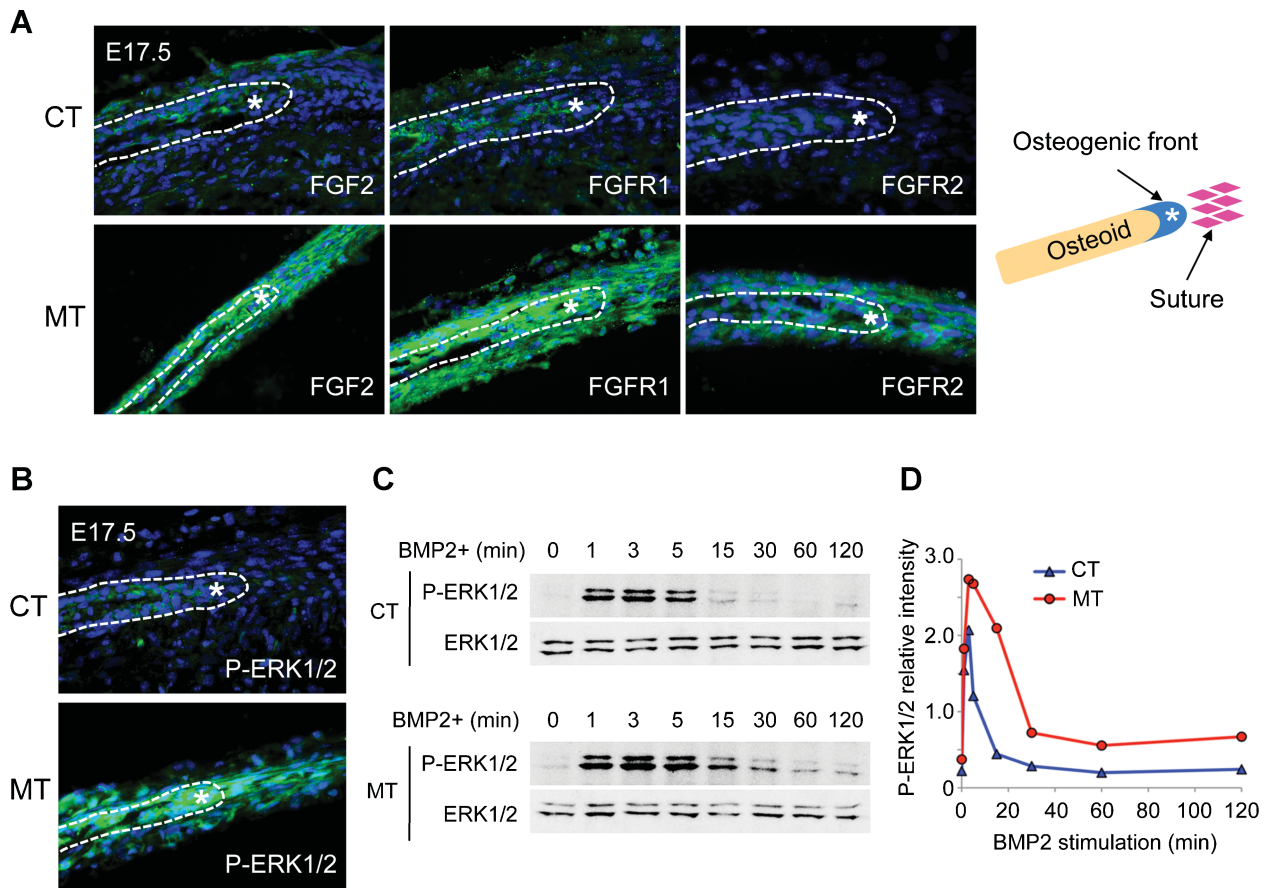 A
E17.5
CT
FGF2
FGFR1
FGFR2
MT
FGF2
FGFR1
FGFR2
Osteogenic front
*
Osteoid
Suture
B
E17.5
CT
P-ERK1/2
MT
P-ERK1/2
C
BMP2+ (min) 0 1 3 5 15 30 60 120
CT
P-ERK1/2
ERK1/2
BMP2+ (min) 0 1 3 5 15 30 60 120
MT
P-ERK1/2
ERK1/2
D
P-ERK1/2 relative intensity
3.0
2.0
1.0
0
CT
MT
0 20 40 60 80 100 120
BMP2 stimulation (min)